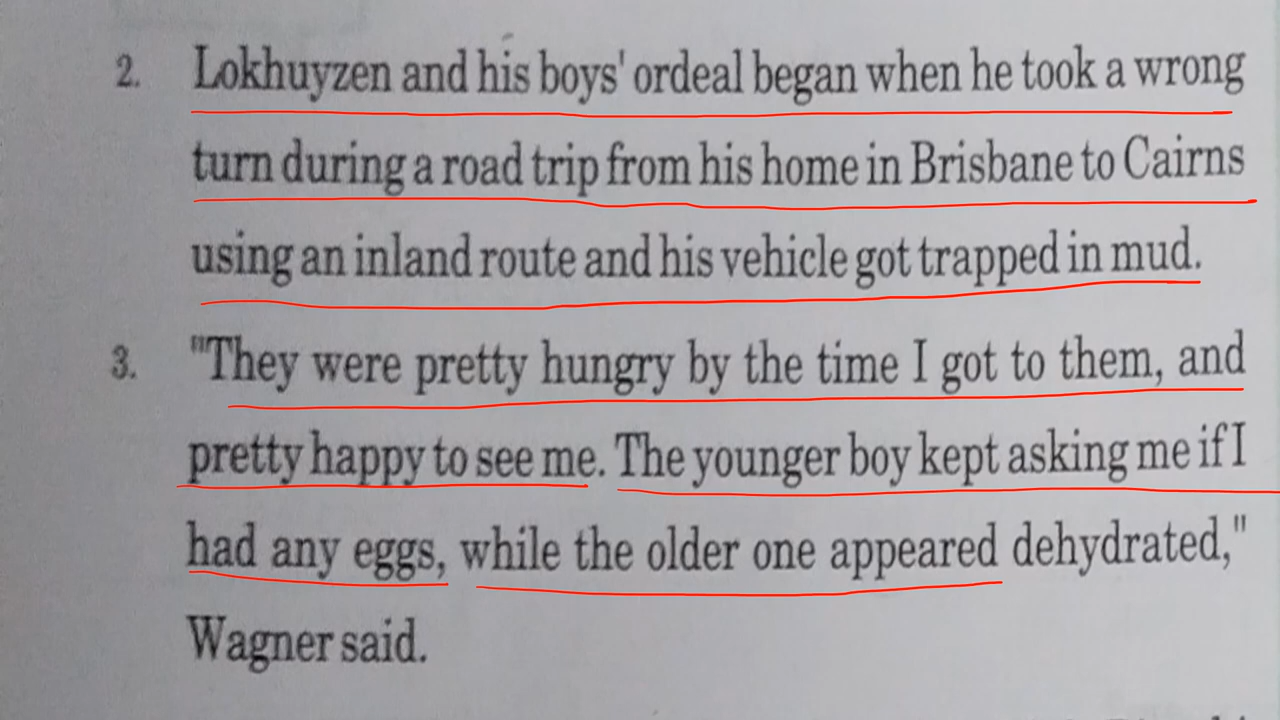 2. Lokhuyzen and his boys' ordeal began when he took a wrong
turn during a road trip from his home in Brisbane to Cairns
using an inland route and his vehicle got trapped in mud.
3. "They were pretty hungry by the time I got to them, and
pretty happy to see me. The younger boy kept asking me if I
had any eggs, while the older one appeared dehydrated,"
Wagner said.